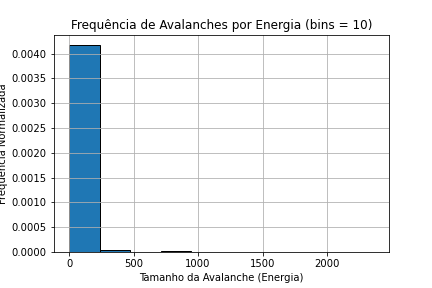 Frequência de Avalanches por Energia (bins = 10)
Frequência Normalizada
0.0040
0.0035
0.0030
0.0025
0.0020
0.0015
0.0010
0.0005
0.0000
0 500 1000 1500 2000
Tamanho da Avalanche (Energia)